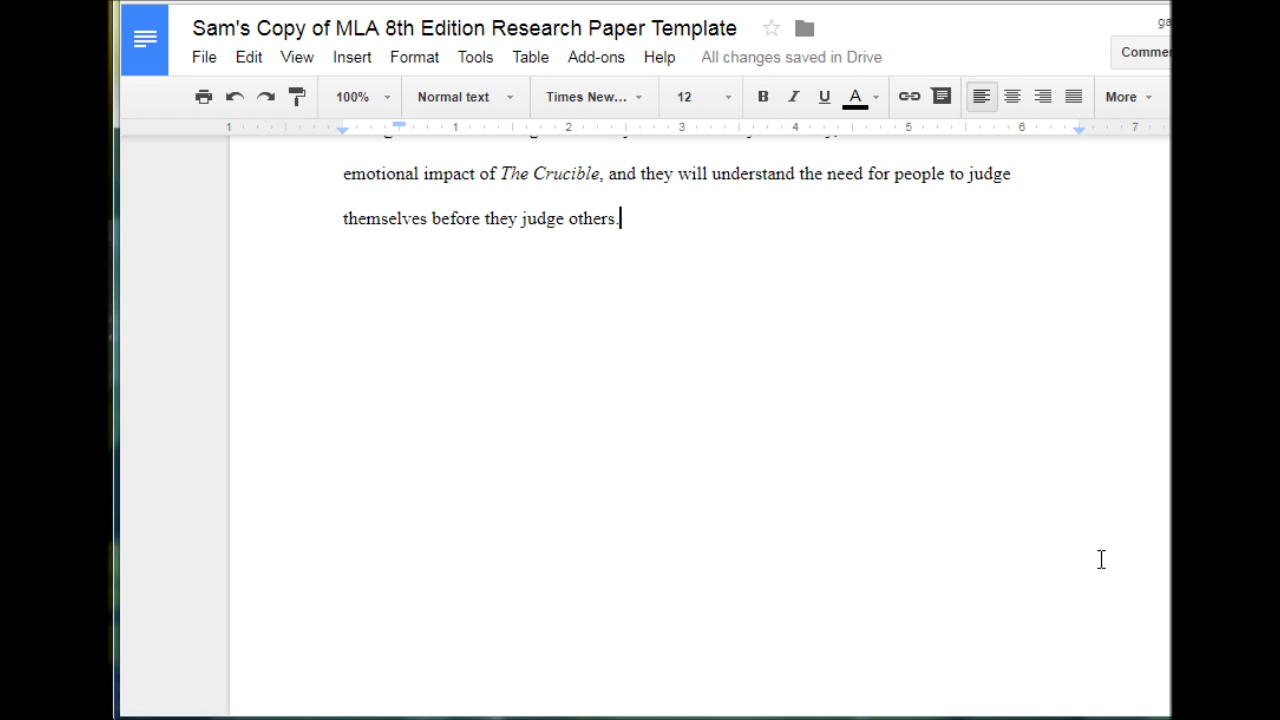 Sam's Copy of MLA 8th Edition Research Paper Template
File Edit View Insert Format Tools Table Add-ons Help All changes saved in Drive
100% Normal text Times New... 12 B I U A More
1 1 2 3 4 5 6 7
emotional impact of The Crucible, and they will understand the need for people to judge
themselves before they judge others.